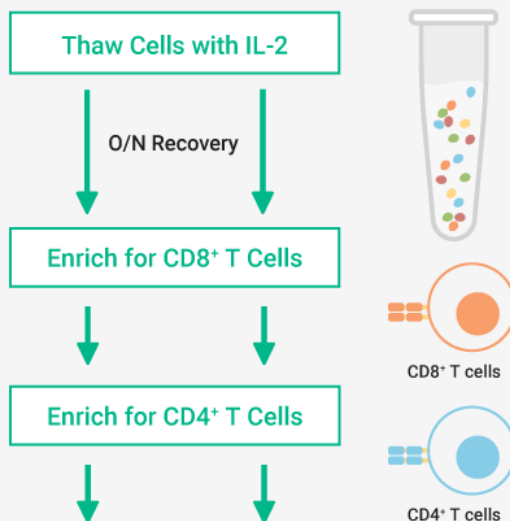 Thaw Cells with IL-2
O/N Recovery
Enrich for CD8⁺ T Cells
CD8⁺ T cells
Enrich for CD4⁺ T Cells
CD4⁺ T cells